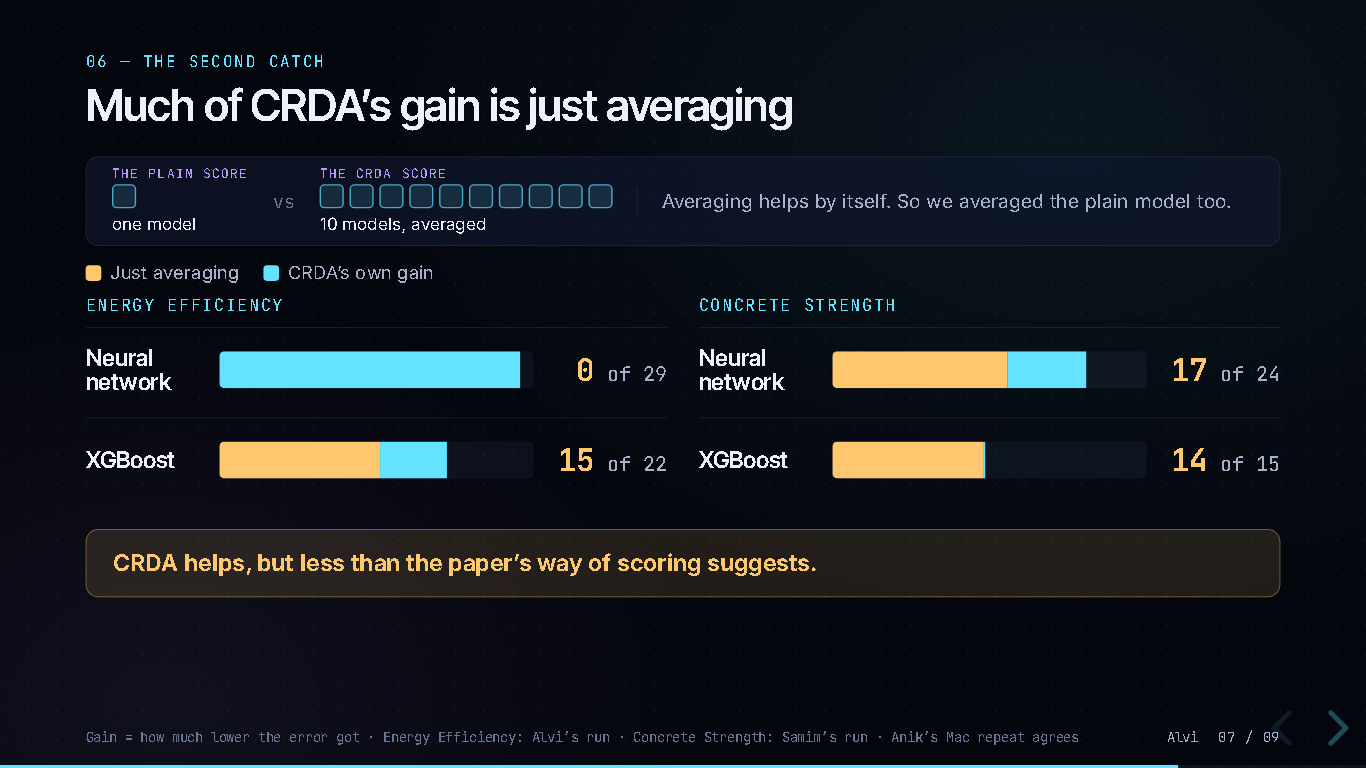 06 — THE SECOND CATCH
Much of CRDA’s gain is just averaging
THE PLAIN SCORE
one model
vs
THE CRDA SCORE
10 models, averaged
Averaging helps by itself. So we averaged the plain model too.
Just averaging
CRDA’s own gain
ENERGY EFFICIENCY
Neural
network
0 of 29
XGBoost
15 of 22
CONCRETE STRENGTH
Neural
network
17 of 24
XGBoost
14 of 15
CRDA helps, but less than the paper’s way of scoring suggests.
Gain = how much lower the error got · Energy Efficiency: Alvi’s run · Concrete Strength: Samim’s run · Anik’s Mac repeat agrees
Alvi 07 / 09